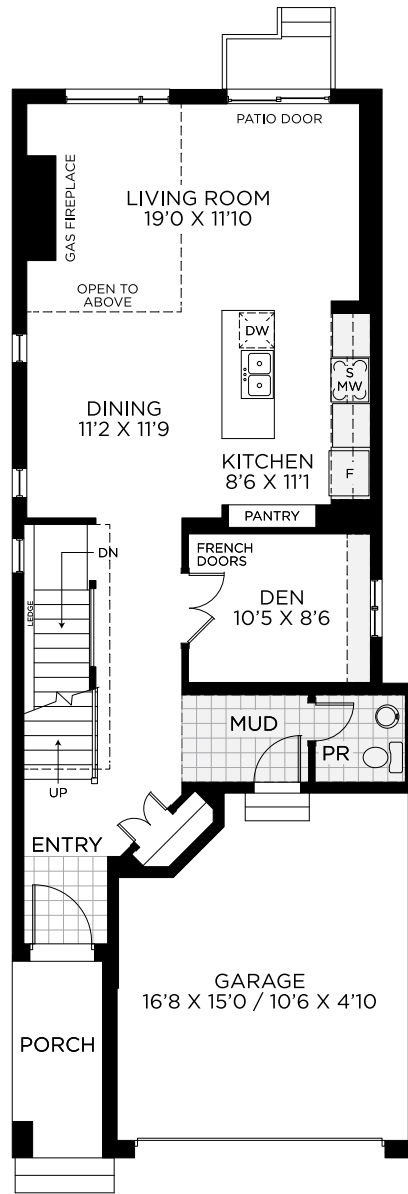 PATIO DOOR
GAS FIREPLACE
LIVING ROOM
19'0 X 11'10
OPEN TO
ABOVE
DW
S
MW
DINING
11'2 X 11'9
KITCHEN
8'6 X 11'1
F
PANTRY
FRENCH
DOORS
DN
LEDGE
DEN
10'5 X 8'6
MUD
PR
UP
ENTRY
GARAGE
16'8 X 15'0 / 10'6 X 4'10
PORCH